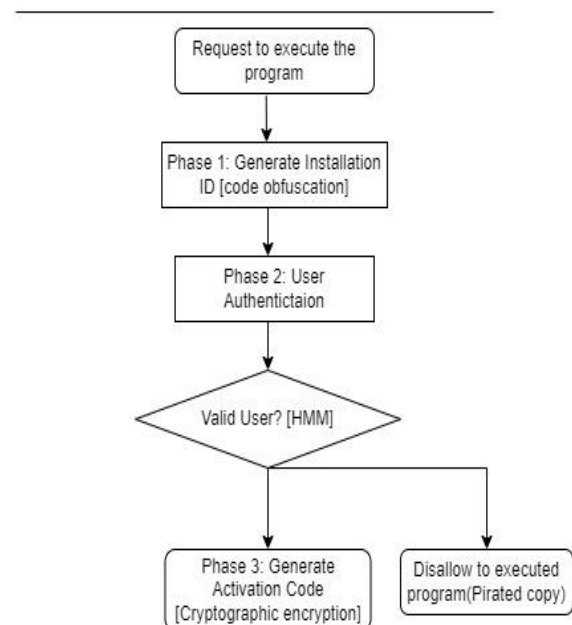 Request to execute the
program
Phase 1: Generate Installation
ID [code obfuscation]
Phase 2: User
Authentictaion
Valid User? [HMM]
Phase 3: Generate
Activation Code
[Cryptographic encryption]
Disallow to executed
program(Pirated copy)